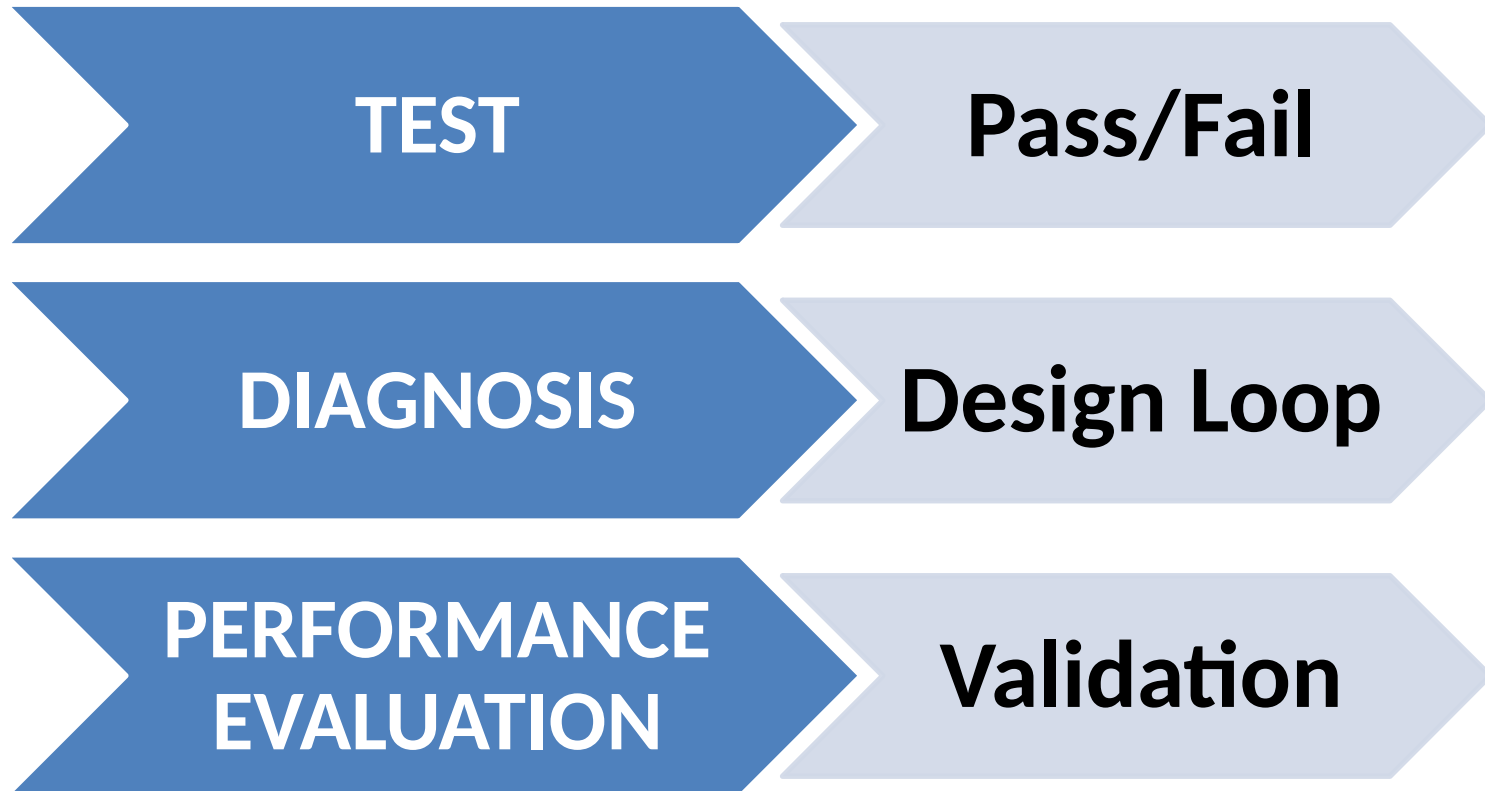 TEST
Pass/Fail
DIAGNOSIS
Design Loop
PERFORMANCE
EVALUATION
Validation